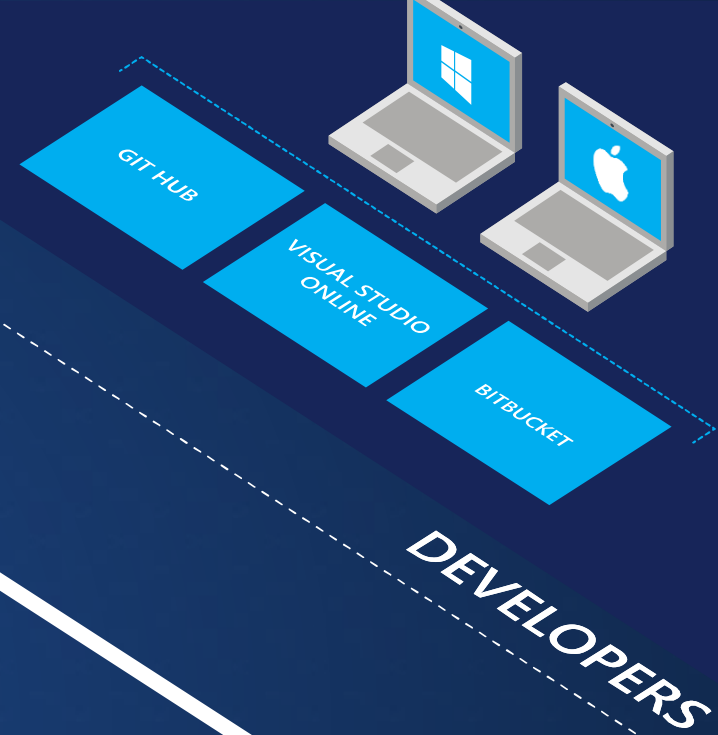 GIT HUB
VISUAL STUDIO
ONLINE
BITBUCKET
DEVELOPERS